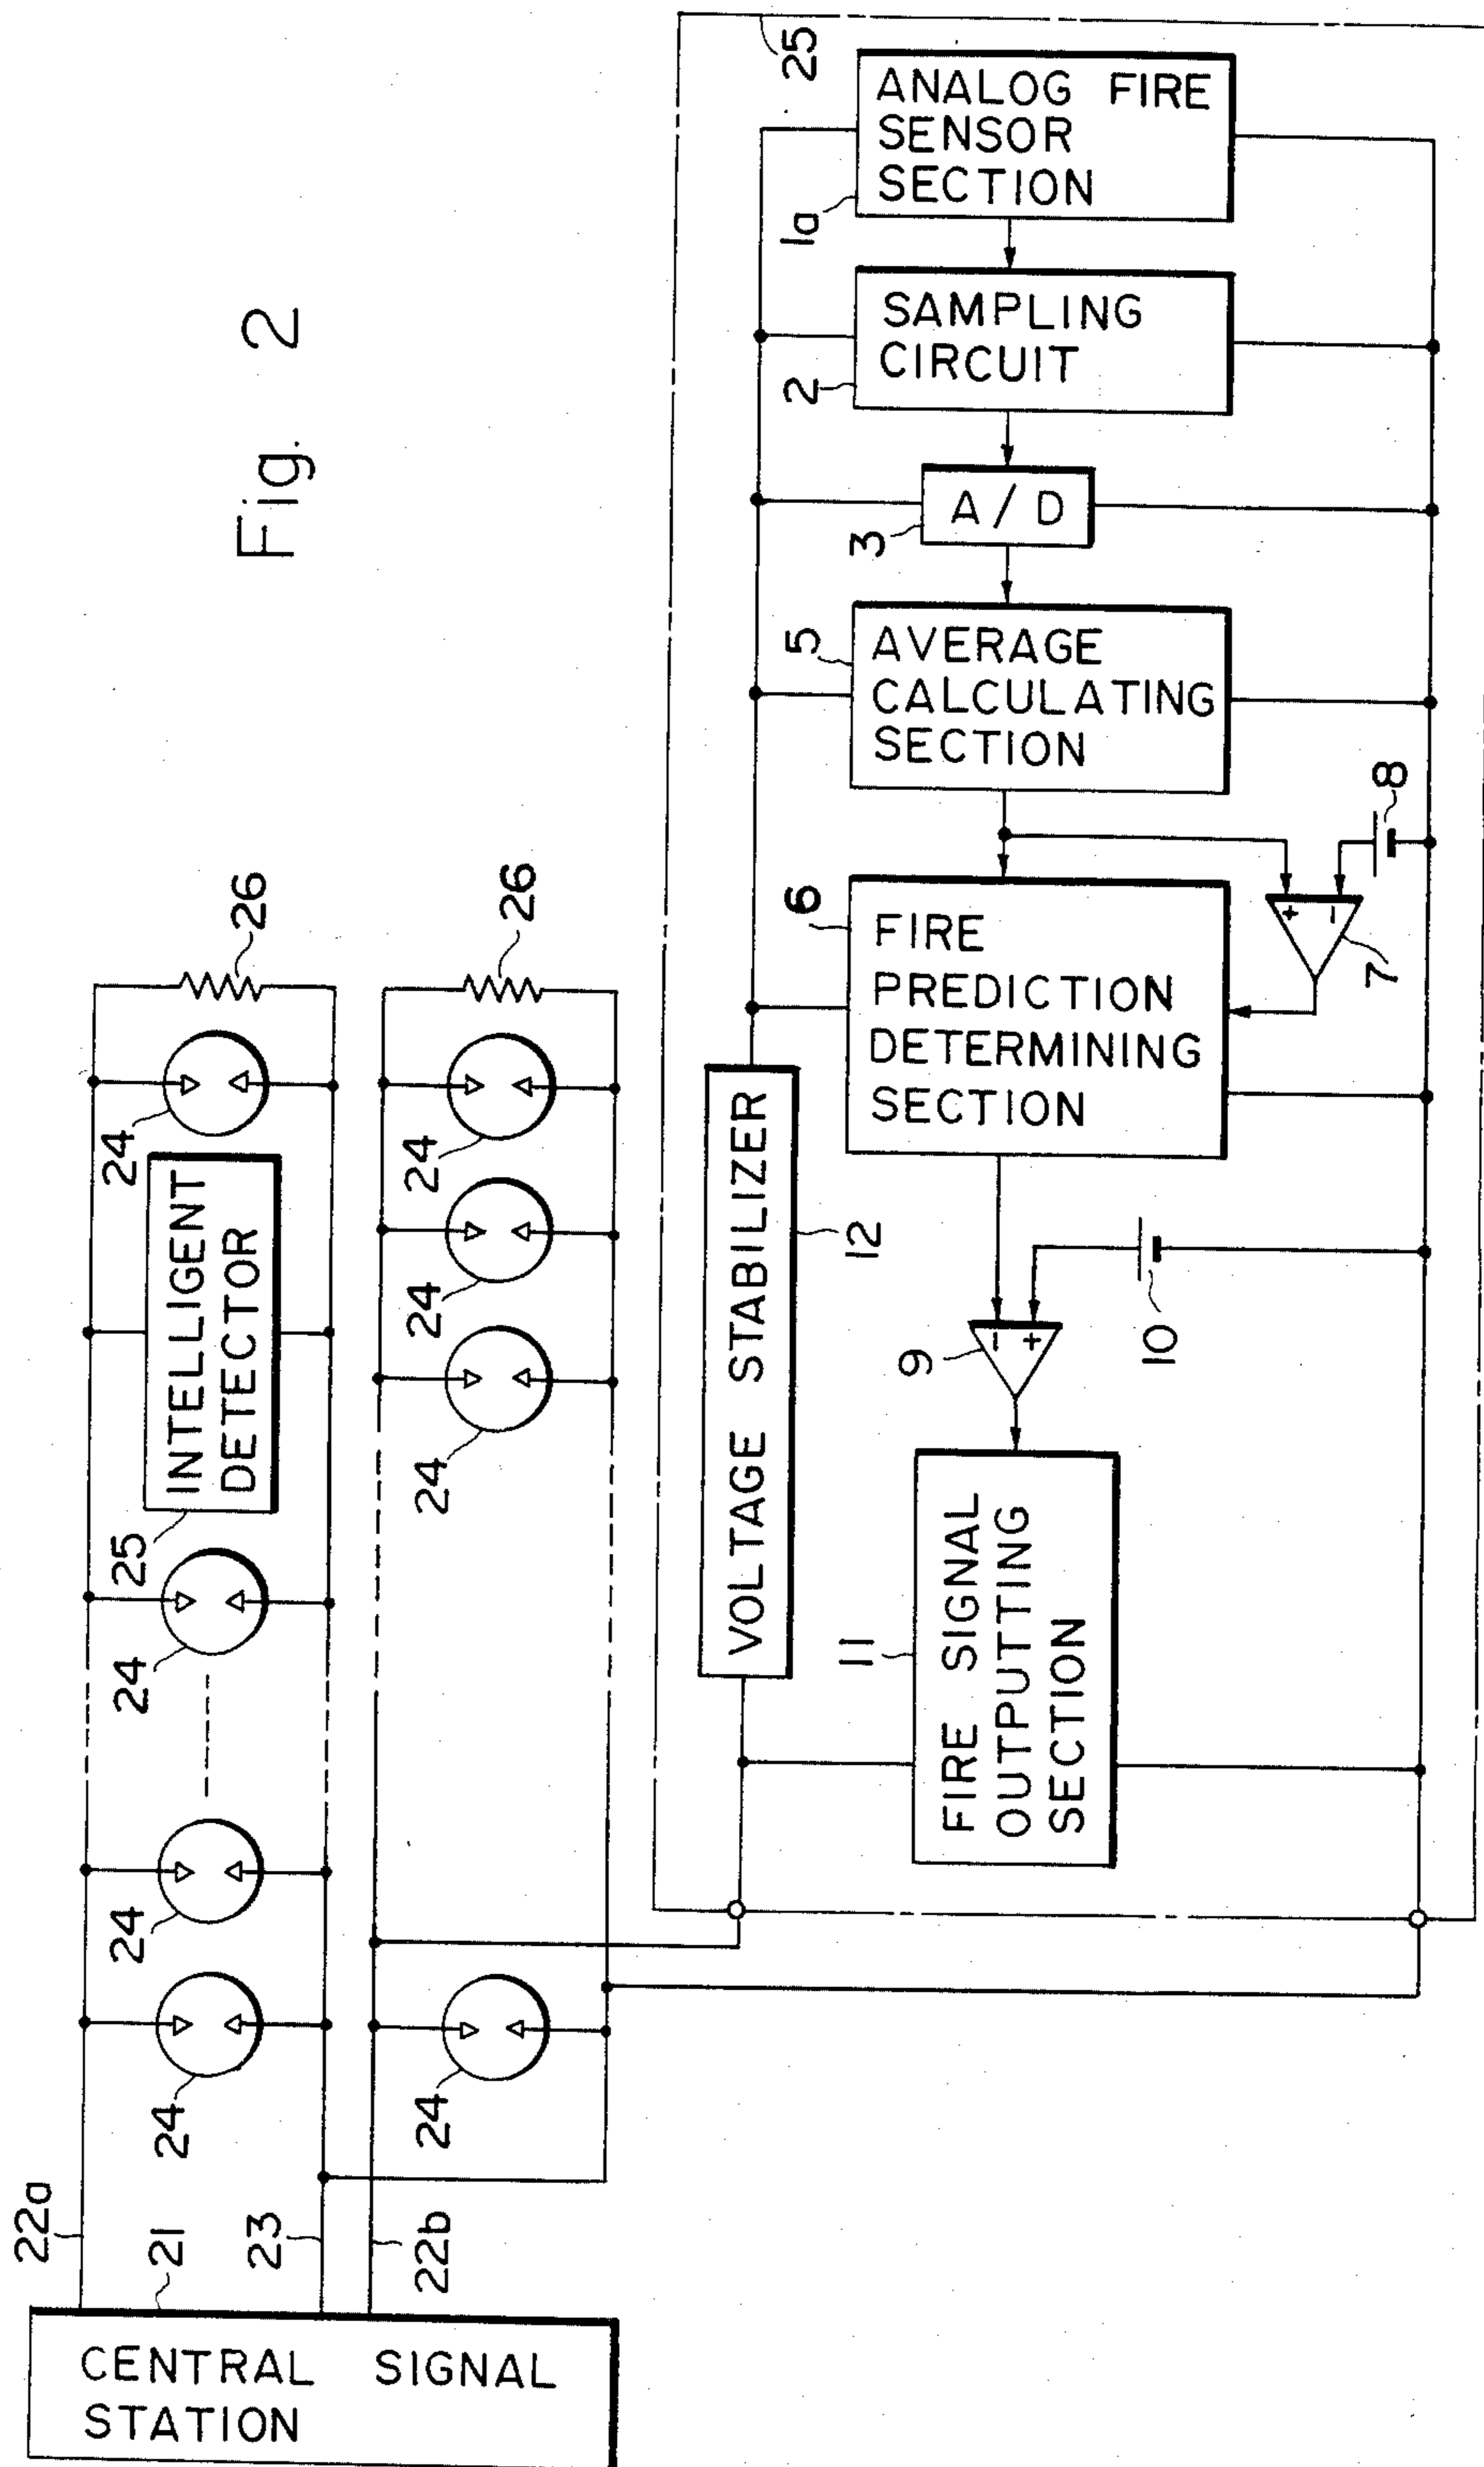 Fig. 2
22a
21
23
22b
CENTRAL SIGNAL
STATION
24
24
24
25
INTELLIGENT
DETECTOR
24
26
24
24
24
24
26
25
VOLTAGE STABILIZER
12
11
FIRE SIGNAL
OUTPUTTING
SECTION
9
-
+
10
6
FIRE
PREDICTION
DETERMINING
SECTION
7
+
-
8
5
AVERAGE
CALCULATING
SECTION
3
A/D
2
SAMPLING
CIRCUIT
1a
ANALOG FIRE
SENSOR
SECTION